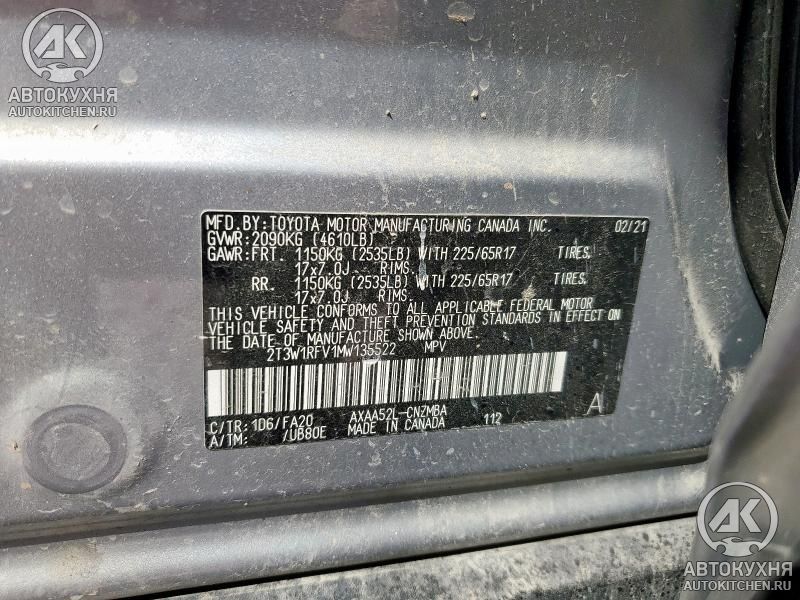 AK
АВТОКУХНЯ
AUTOKITCHEN.RU
MFD.BY:TOYOTA MOTOR MANUFACTURING CANADA INC. 02/21
GVWR:2090KG (4610LB)
GAWR:FRT. 1150KG (2535LB) WITH 225/65R17 TIRES.
17x7.0J RIMS.
RR. 1150KG (2535LB) WITH 225/65R17 TIRES.
17x7.0J RIMS.
THIS VEHICLE CONFORMS TO ALL APPLICABLE FEDERAL MOTOR
VEHICLE SAFETY AND THEFT PREVENTION STANDARDS IN EFFECT ON
THE DATE OF MANUFACTURE SHOWN ABOVE.
2T3W1RFV1MW135522 MPV
C/TR:1D6/FA20 AXAA52L-CNZMBA 112 A
A/TM: /UB80E MADE IN CANADA
AK
АВТОКУХНЯ
AUTOKITCHEN.RU